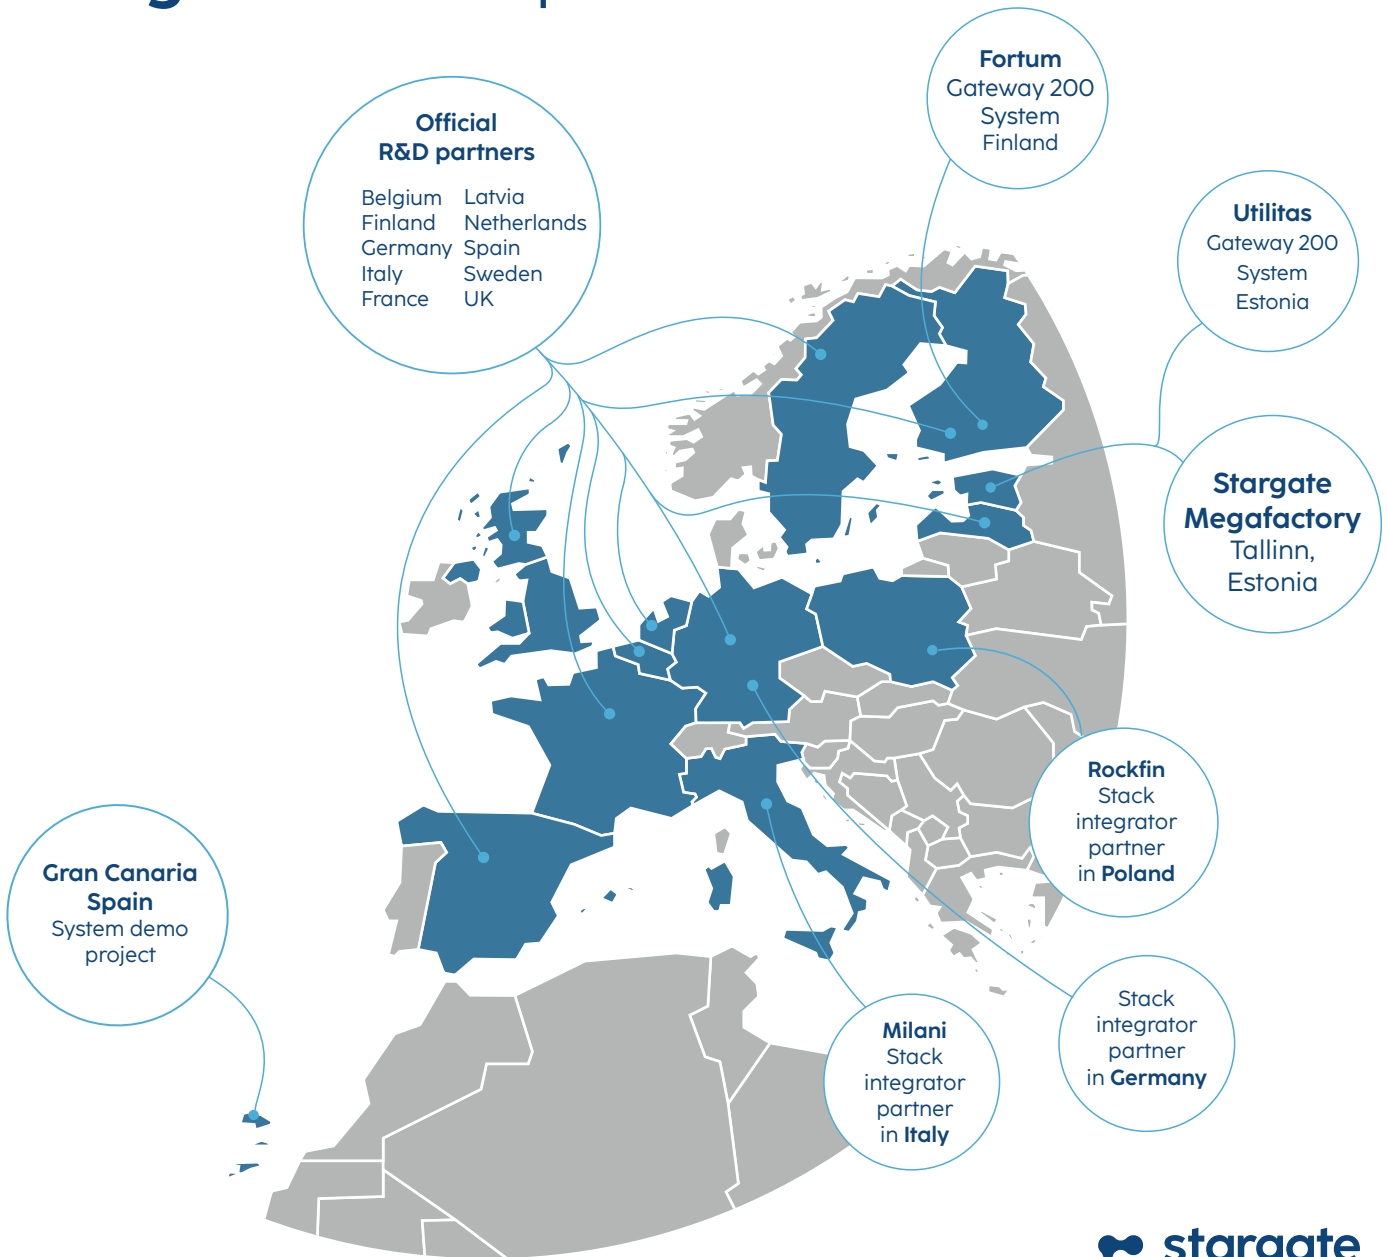 Fortum
Gateway 200
System
Finland
Official
R&D partners
Belgium Latvia
Finland Netherlands
Germany Spain
Italy Sweden
France UK
Utilitas
Gateway 200
System
Estonia
Stargate
Megafactory
Tallinn,
Estonia
Rockfin
Stack
integrator
partner
in Poland
Gran Canaria
Spain
System demo
project
Stack
integrator
partner
in Germany
Milani
Stack
integrator
partner
in Italy
stargate